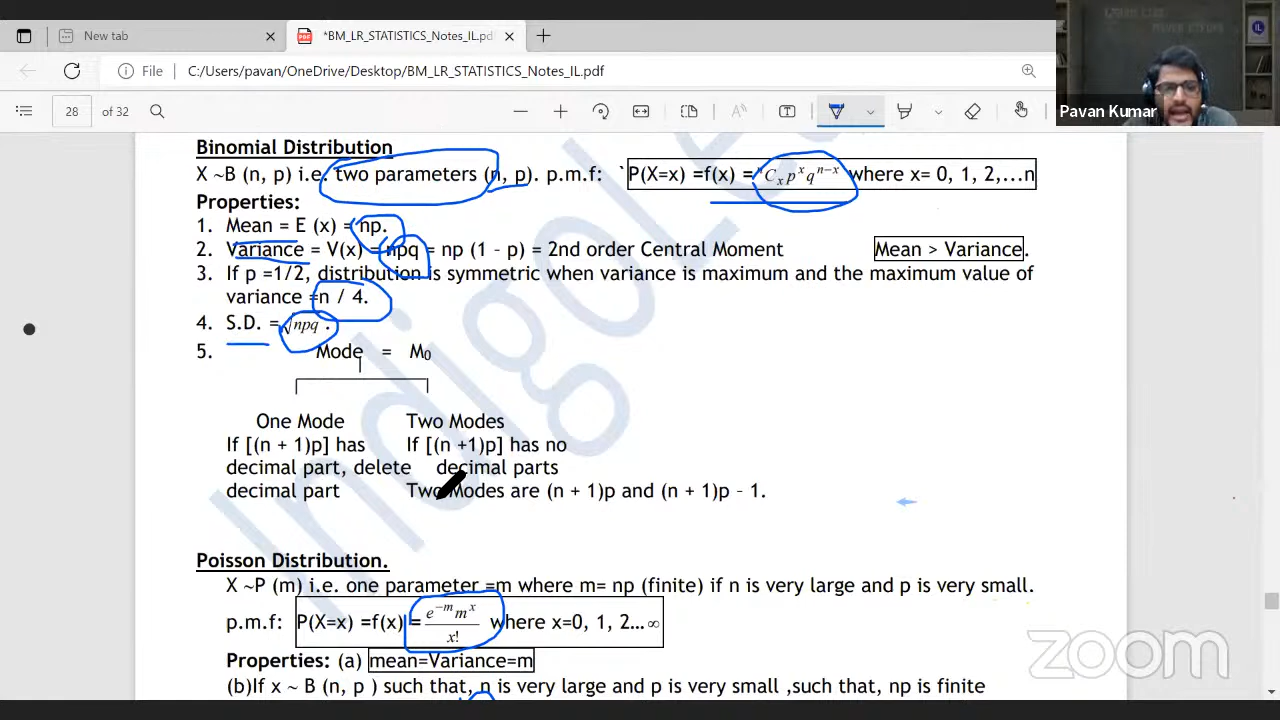 New tab
*BM_LR_STATISTICS_Notes_IL.pdf
File C:/Users/pavan/OneDrive/Desktop/BM_LR_STATISTICS_Notes_IL.pdf
28 of 32
Pavan Kumar
Binomial Distribution
X ~B (n, p) i.e. two parameters (n, p). p.m.f: ` P(X=x) =f(x) = ⁿCₓ pˣ qⁿ⁻ˣ where x= 0, 1, 2,...n
Properties:
1. Mean = E (x) = np.
2. Variance = V(x) = npq = np (1 – p) = 2nd order Central Moment Mean > Variance.
3. If p =1/2, distribution is symmetric when variance is maximum and the maximum value of
variance =n / 4.
4. S.D. = √npq .
5. Mode = M₀
One Mode Two Modes
If [(n + 1)p] has If [(n +1)p] has no
decimal part, delete decimal parts
decimal part Two Modes are (n + 1)p and (n + 1)p – 1.
Poisson Distribution.
X ~P (m) i.e. one parameter =m where m= np (finite) if n is very large and p is very small.
p.m.f: P(X=x) =f(x) = e⁻ᵐ mˣ / x! where x=0, 1, 2... ∞
Properties: (a) mean=Variance=m
(b)If x ~ B (n, p ) such that, n is very large and p is very small ,such that, np is finite
IndigoLe
zoom